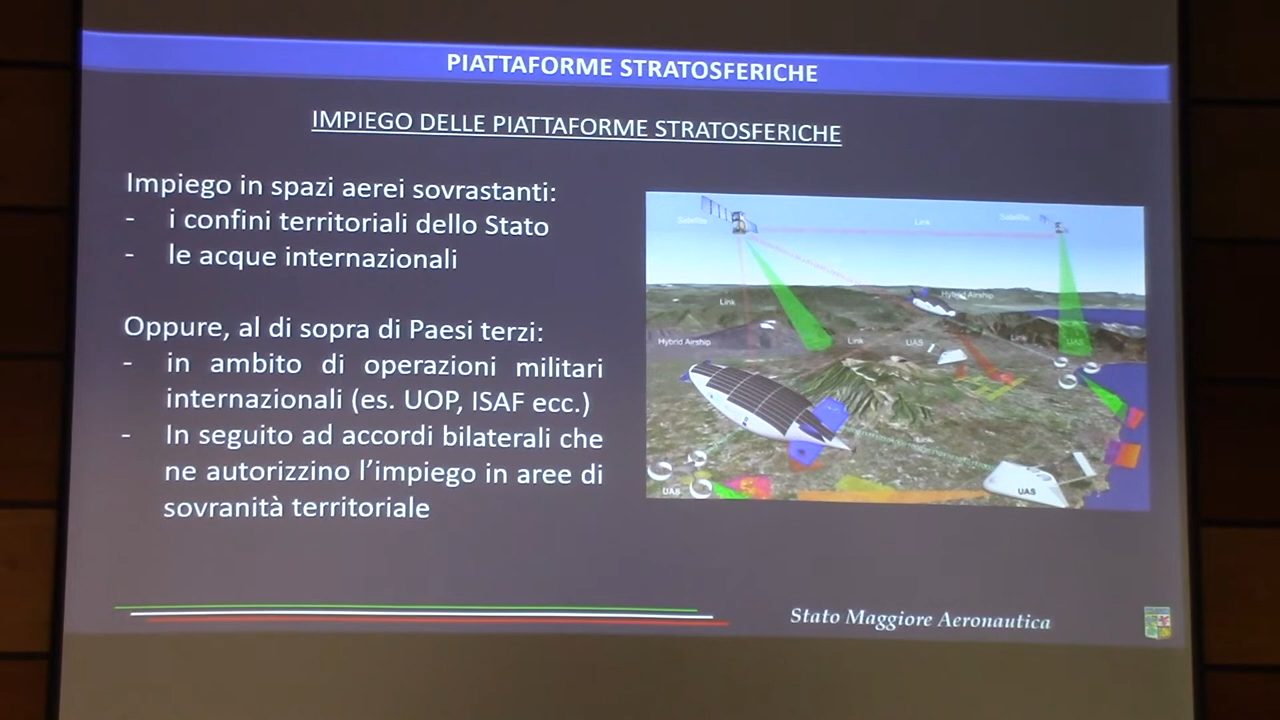 PIATTAFORME STRATOSFERICHE
IMPIEGO DELLE PIATTAFORME STRATOSFERICHE
Impiego in spazi aerei sovrastanti:
- i confini territoriali dello Stato
- le acque internazionali
Oppure, al di sopra di Paesi terzi:
- in ambito di operazioni militari
internazionali (es. UOP, ISAF ecc.)
- In seguito ad accordi bilaterali che
ne autorizzino l'impiego in aree di
sovranità territoriale
Satellite
Link
Satellite
Link
Hybrid Airship
Hybrid Airship
Link
UAS
Link
UAS
Link
UAS
UAS
Stato Maggiore Aeronautica